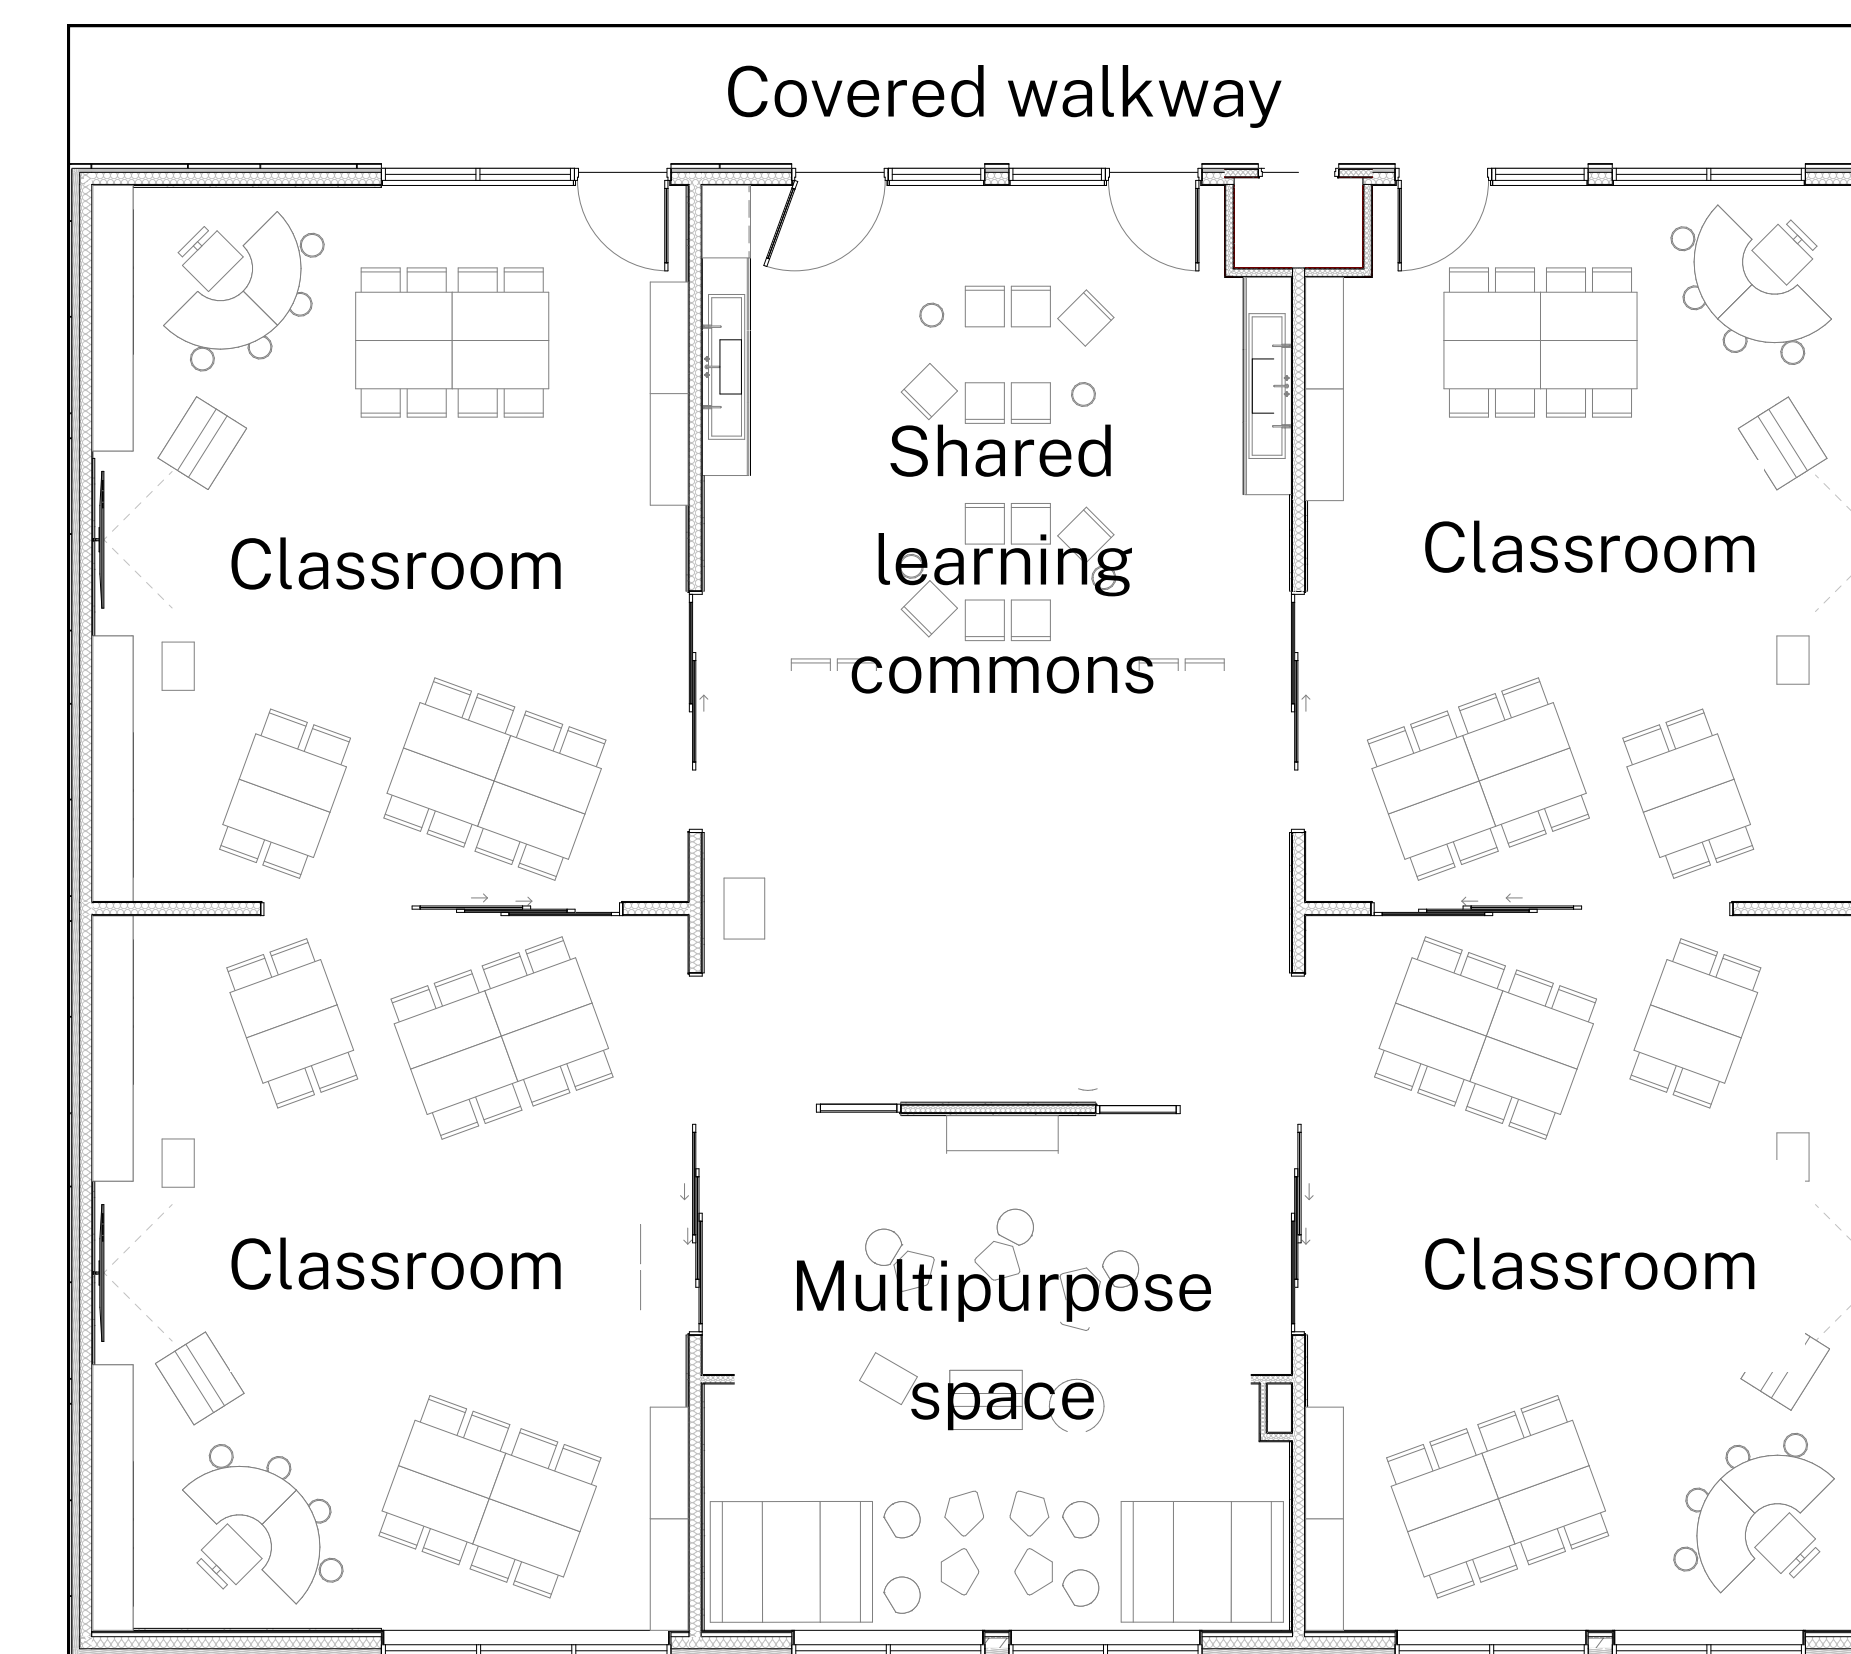 Covered walkway
Shared
learning
commons
Classroom
Classroom
Classroom
Multipurpose
space
Classroom